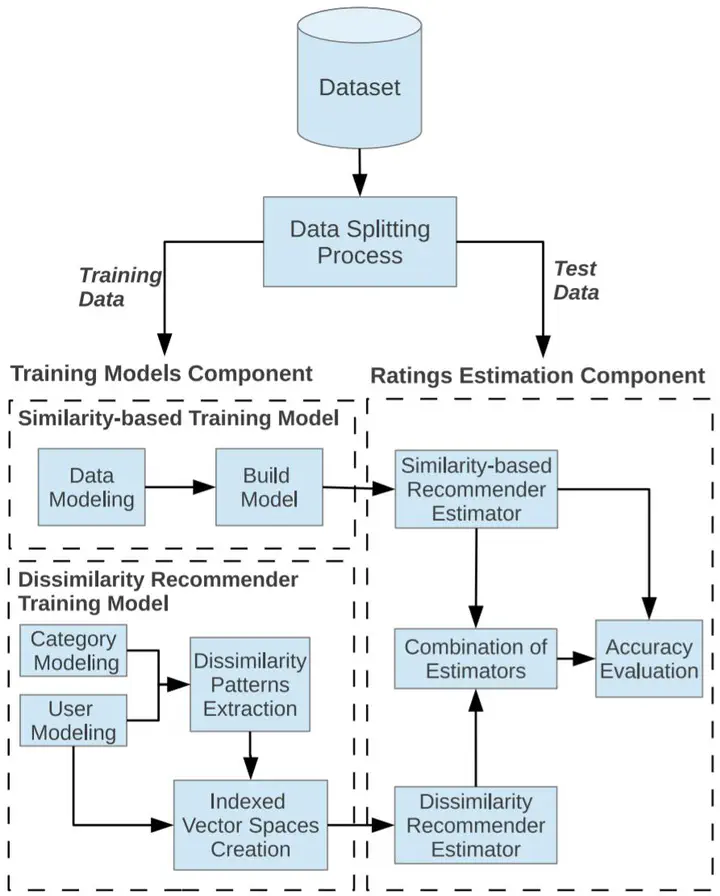 Dataset
Data Splitting
Process
Training
Data
Test
Data
Training Models Component
Ratings Estimation Component
Similarity-based Training Model
Data
Modeling
Build
Model
Similarity-based
Recommender
Estimator
Dissimilarity Recommender
Training Model
Category
Modeling
User
Modeling
Dissimilarity
Patterns
Extraction
Combination of
Estimators
Accuracy
Evaluation
Indexed
Vector Spaces
Creation
Dissimilarity
Recommender
Estimator